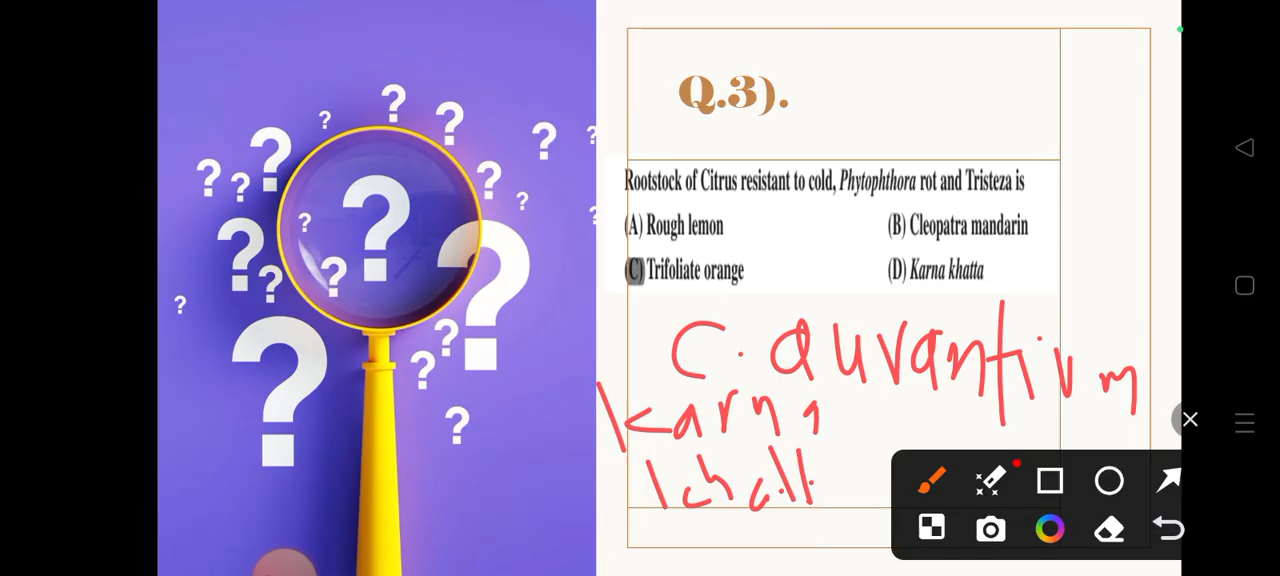 Q.3).
Rootstock of Citrus resistant to cold, Phytophthora rot and Tristeza is
(A) Rough lemon (B) Cleopatra mandarin
(C) Trifoliate orange (D) Karna khatta
C. aurantium
Karna